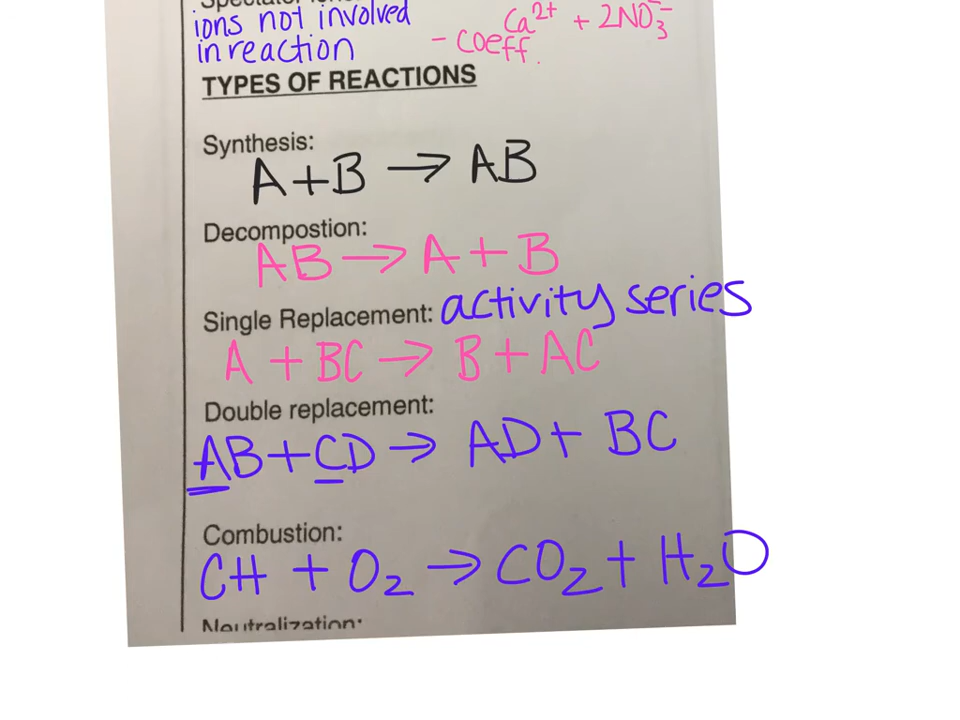 ions not involved
in reaction
Ca²⁺ + 2NO₃⁻
- coeff.
TYPES OF REACTIONS
Synthesis:
A + B → AB
Decompostion:
AB → A + B
Single Replacement: activity series
A + BC → B + AC
Double replacement:
AB + CD → AD + BC
Combustion:
CH + O₂ → CO₂ + H₂O
Neutralization: